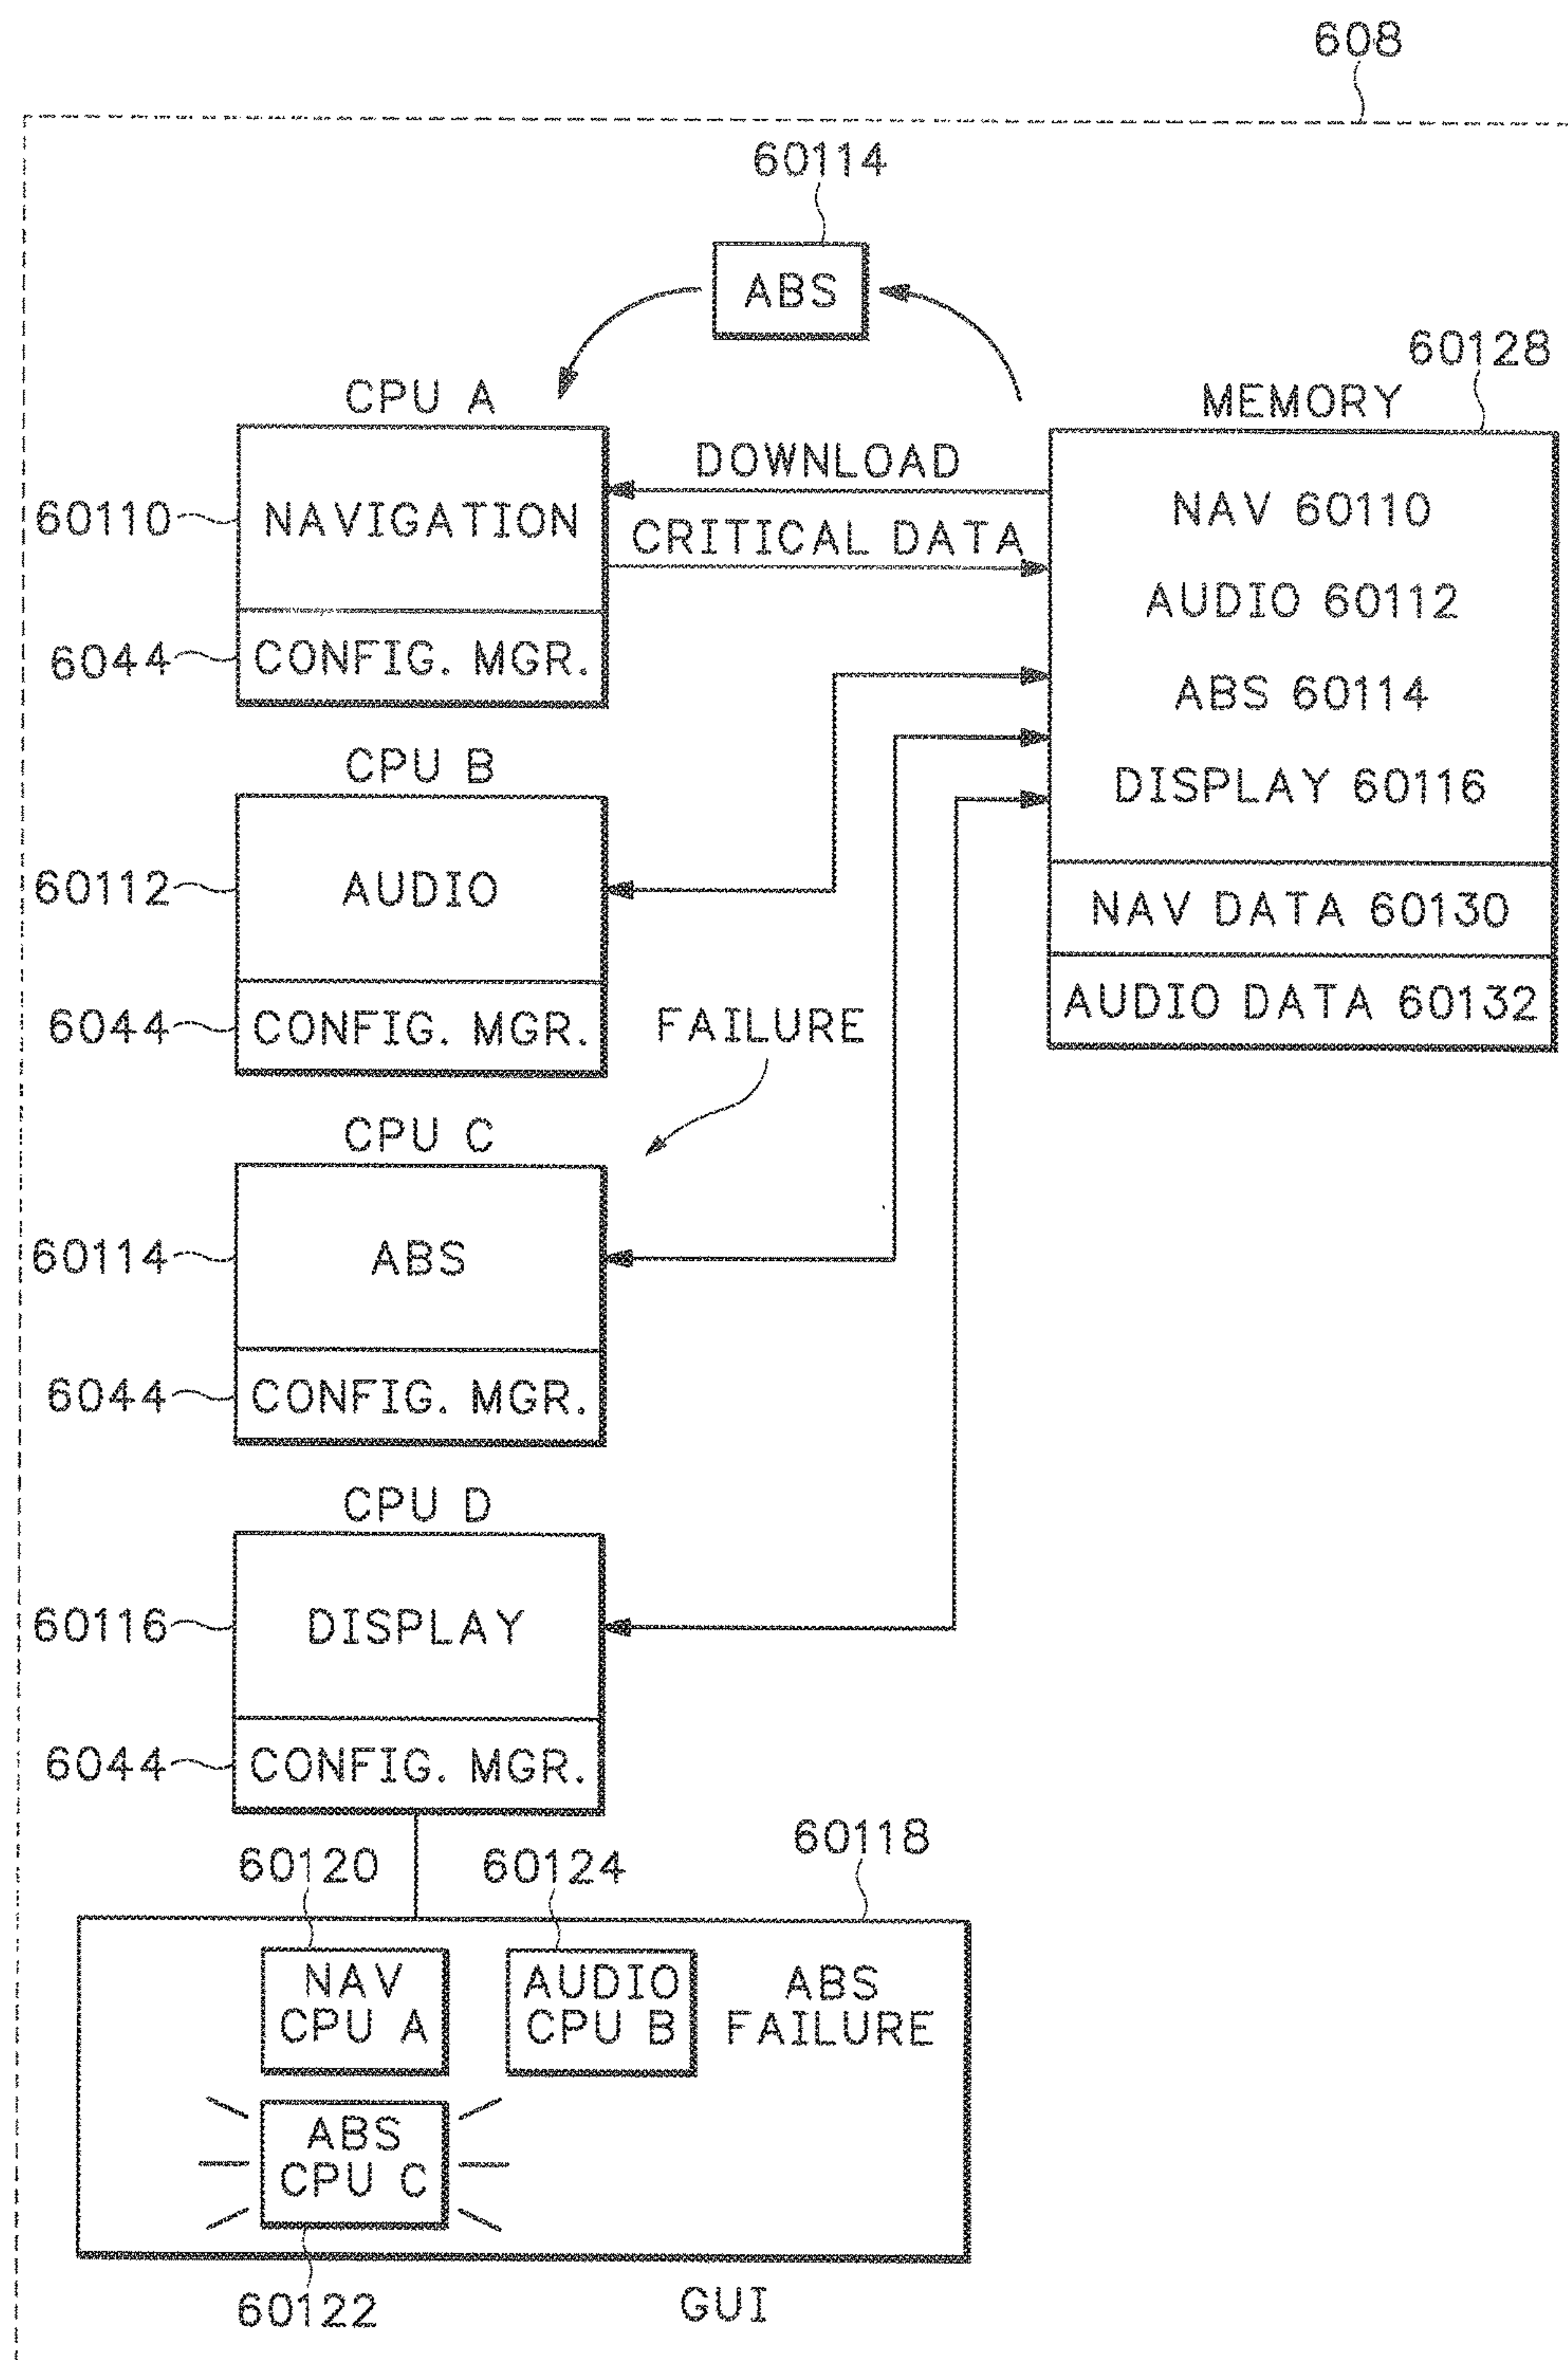 608
60114
ABS
60128
CPU A
MEMORY
DOWNLOAD
60110
NAVIGATION
NAV 60110
CRITICAL DATA
AUDIO 60112
6044
CONFIG. MGR.
ABS 60114
CPU B
DISPLAY 60116
60112
AUDIO
NAV DATA 60130
AUDIO DATA 60132
6044
CONFIG. MGR.
FAILURE
CPU C
60114
ABS
6044
CONFIG. MGR.
CPU D
60116
DISPLAY
6044
CONFIG. MGR.
60118
60120
60124
NAV
CPU A
AUDIO
CPU B
ABS
FAILURE
ABS
CPU C
60122
GUI